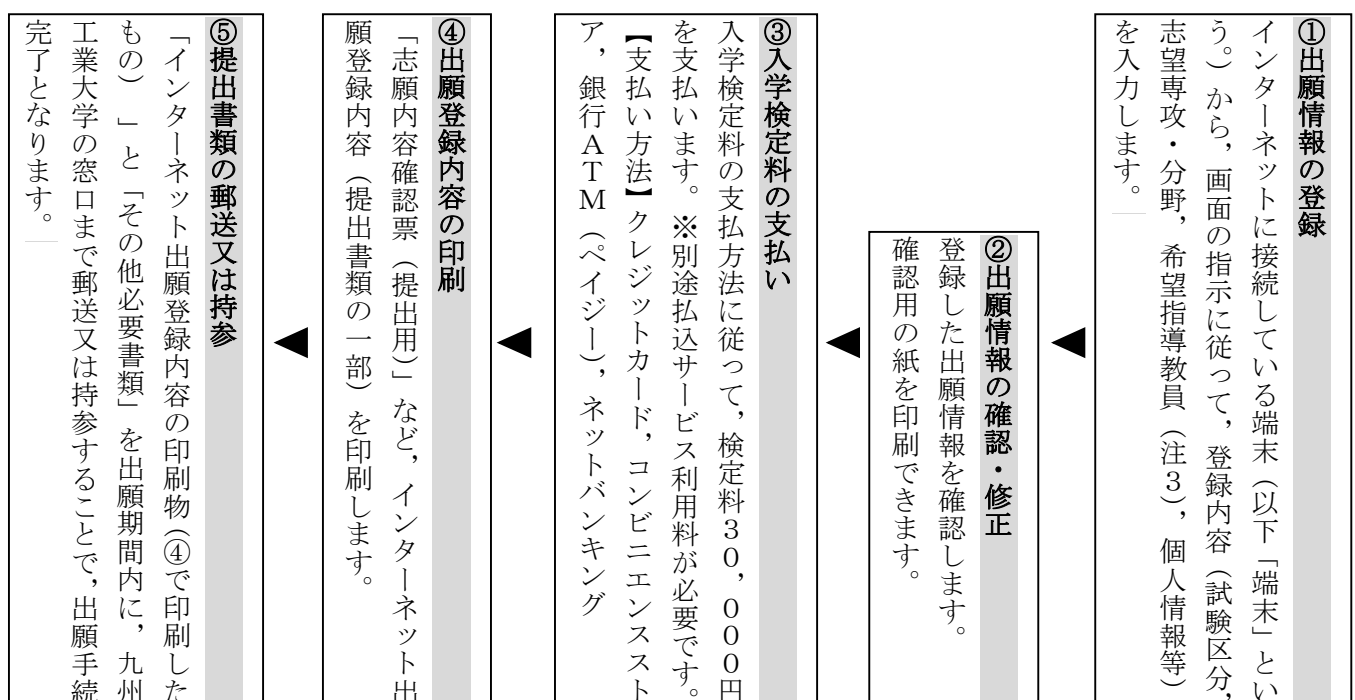 ①出願情報の登録
インターネットに接続している端末（以下「端末」とい
う。）から，画面の指示に従って，登録内容（試験区分，
志望専攻・分野，希望指導教員（注３），個人情報等）
を入力します。
②出願情報の確認・修正
登録した出願情報を確認します。
確認用の紙を印刷できます。
③入学検定料の支払い
入学検定料の支払方法に従って，検定料３０，０００円
を支払います。※別途払込サービス利用料が必要です。
【支払い方法】クレジットカード，コンビニエンススト
ア，銀行ＡＴＭ（ペイジー），ネットバンキング
④出願登録内容の印刷
「志願内容確認票（提出用）」など，インターネット出
願登録内容（提出書類の一部）を印刷します。
⑤提出書類の郵送又は持参
「インターネット出願登録内容の印刷物（④で印刷した
もの）」と「その他必要書類」を出願期間内に，九州
工業大学の窓口まで郵送又は持参することで，出願手続
完了となります。